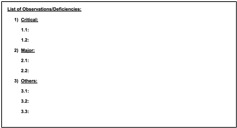 List of Observations/Deficiencies:
1) Critical:
1.1:
1.2:
2) Major:
2.1:
2.2:
3) Others:
3.1:
3.2:
3.3: